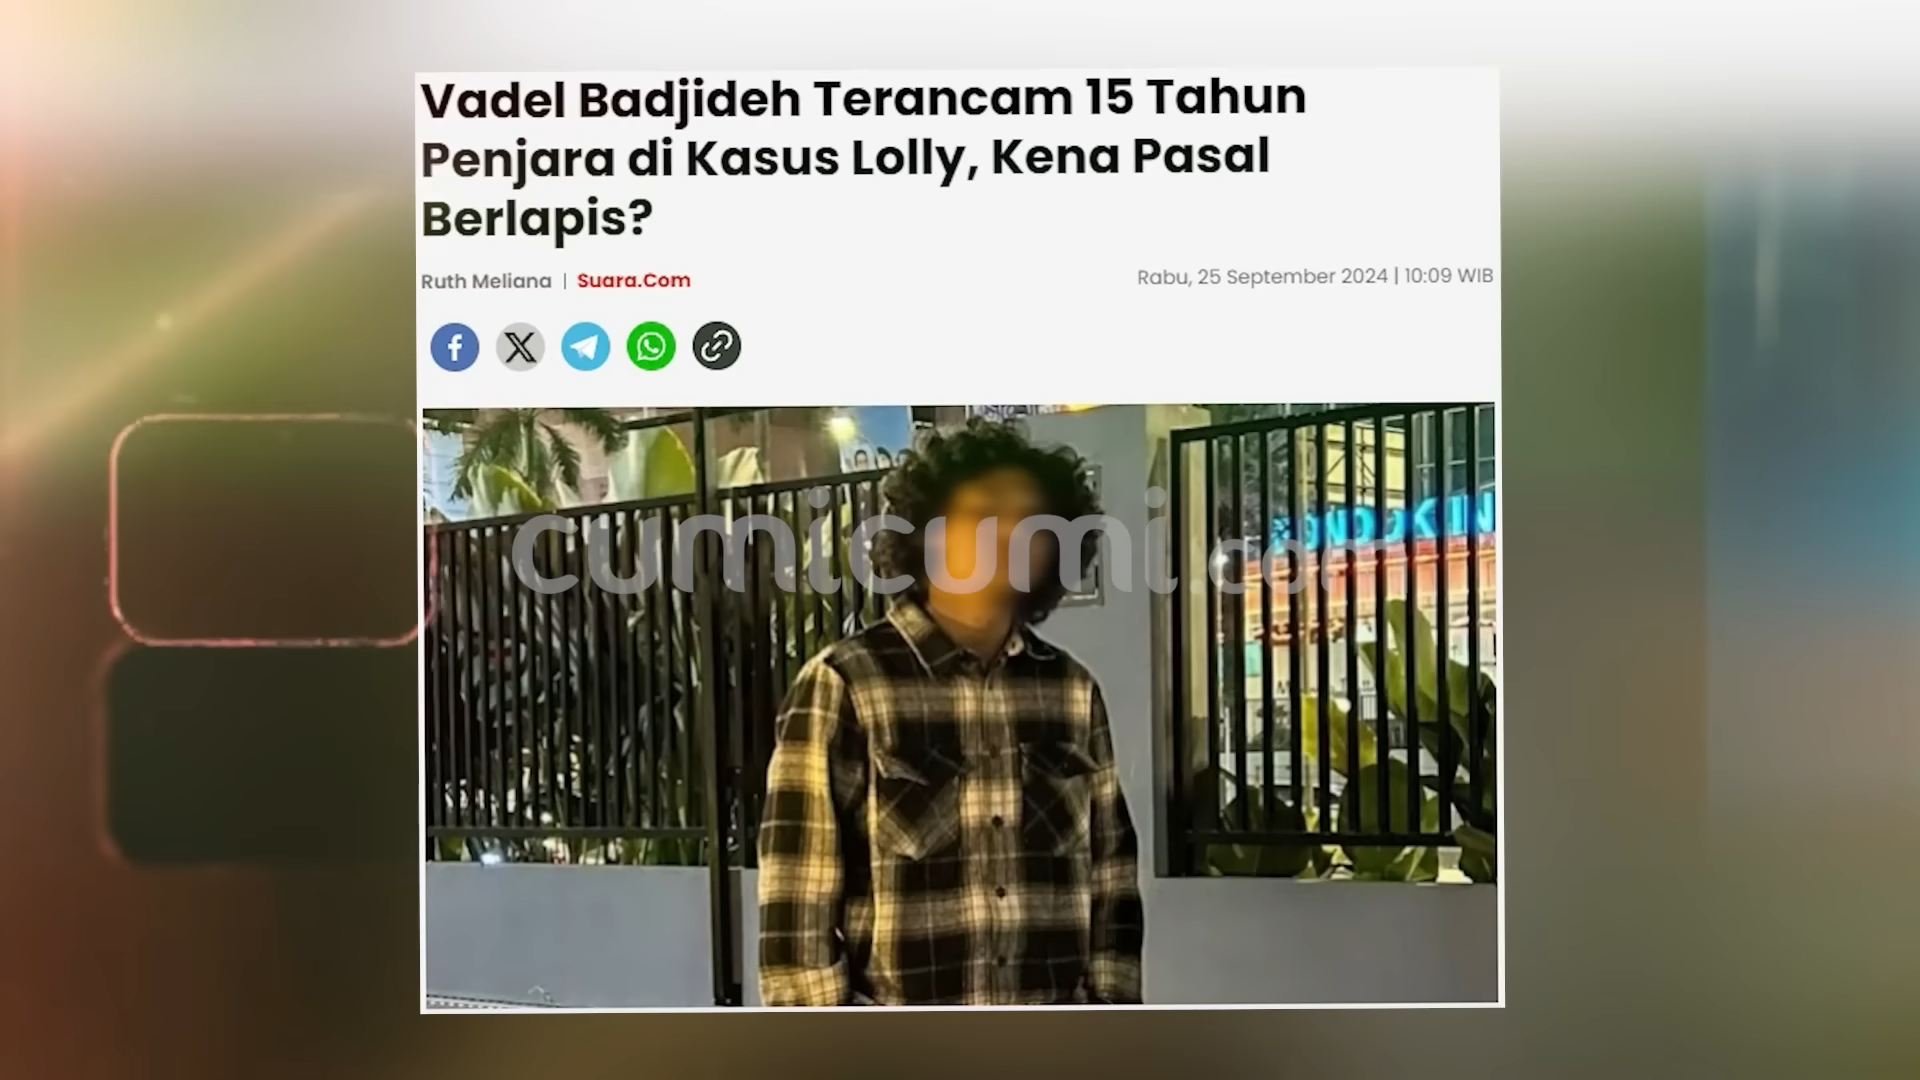 Vadel Badjideh Terancam 15 Tahun
Penjara di Kasus Lolly, Kena Pasal
Berlapis?
Ruth Meliana | Suara.Com
Rabu, 25 September 2024 | 10:09 WIB
cumicumi.com